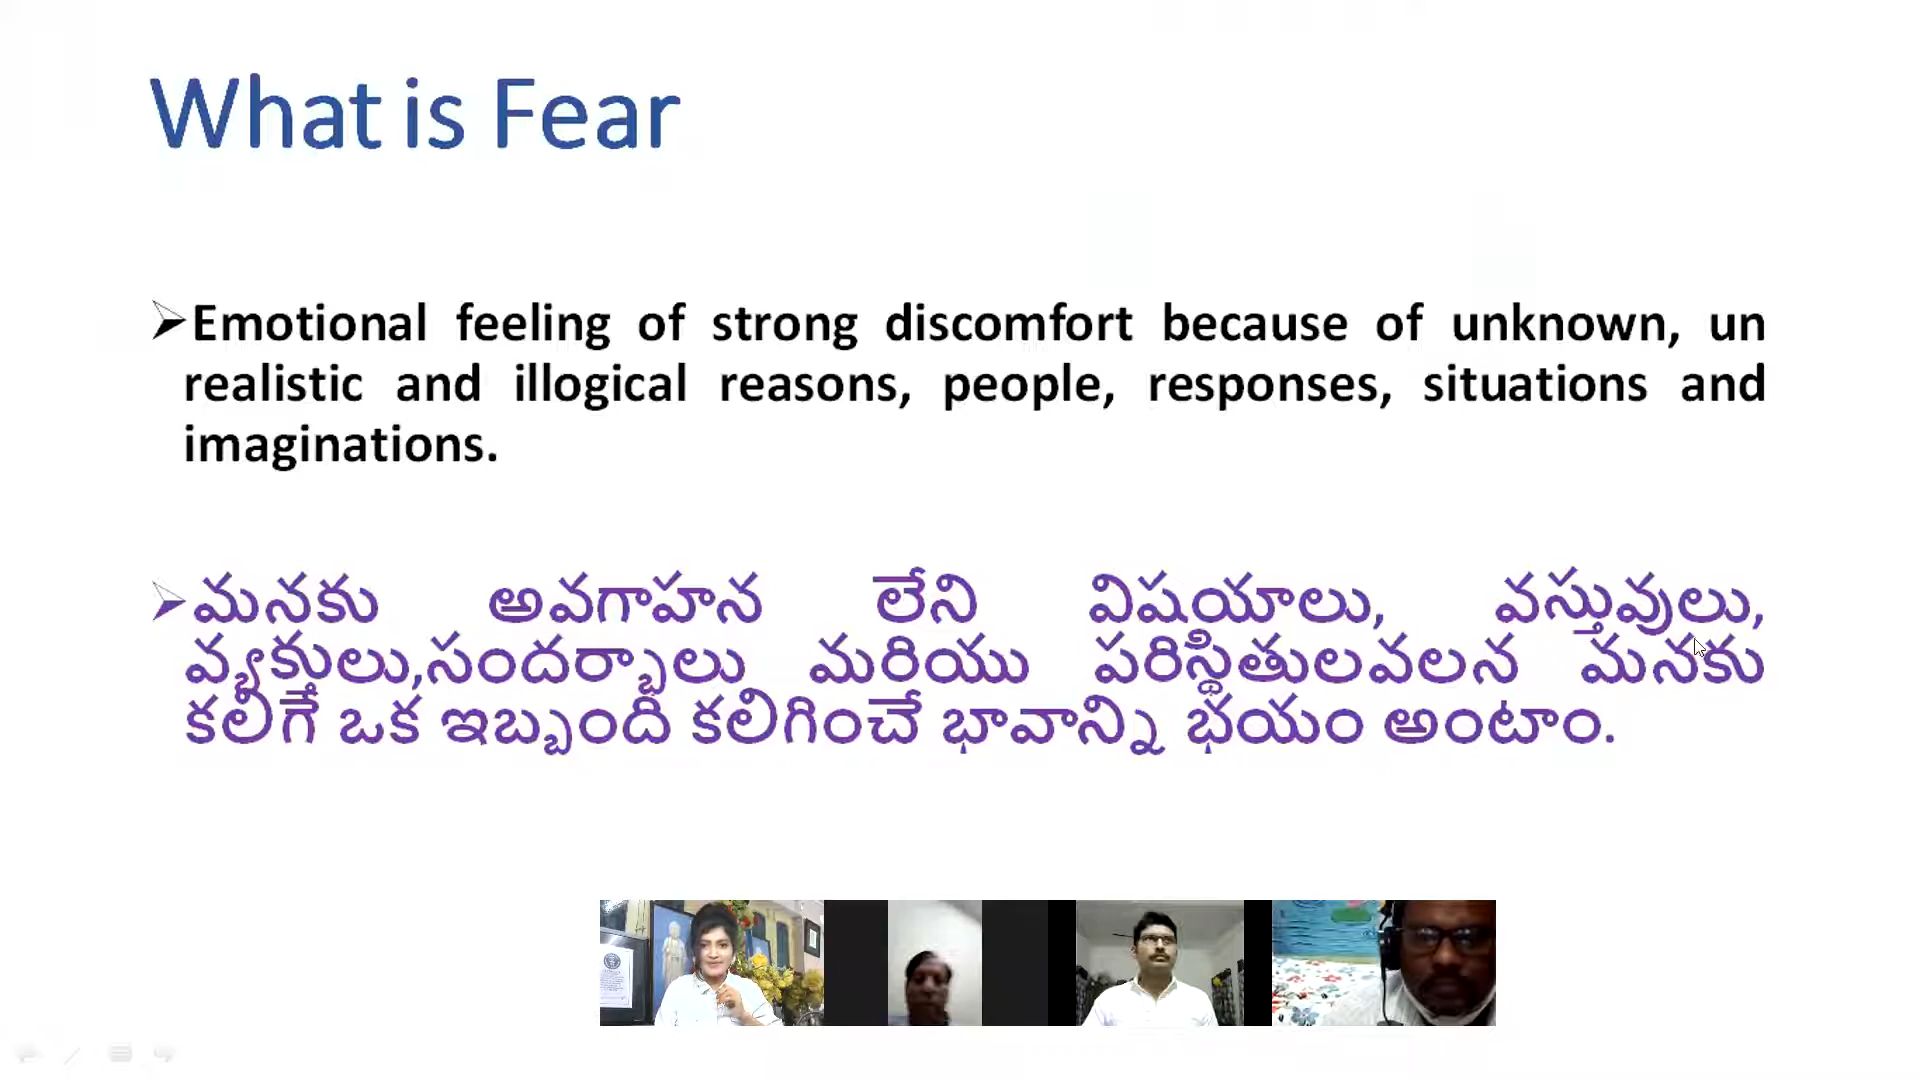 What is Fear
➢Emotional feeling of strong discomfort because of unknown, un
realistic and illogical reasons, people, responses, situations and
imaginations.
➢మనకు అవగాహన లేని విషయాలు, వస్తువులు,
వ్యక్తులు,సందర్బాలు మరియు పరిస్థితులవలన మనకు
కలిగే ఒక ఇబ్బంది కలిగించే భావాన్ని భయం అంటాం.